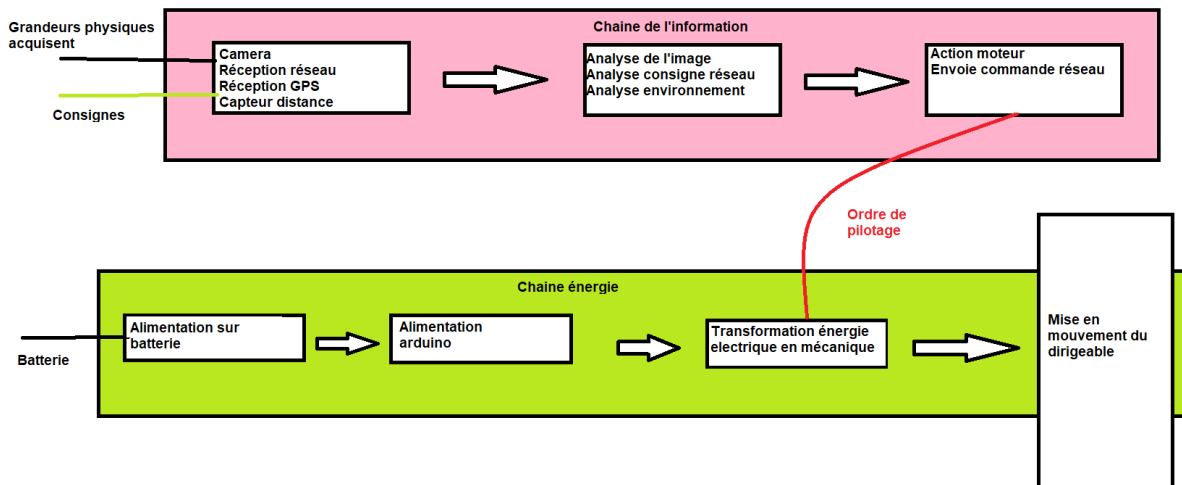 Grandeurs physiques
acquisent
Consignes
Chaine de l'information
Camera
Réception réseau
Réception GPS
Capteur distance
Analyse de l'image
Analyse consigne réseau
Analyse environnement
Action moteur
Envoie commande réseau
Ordre de
pilotage
Chaine énergie
Batterie
Alimentation sur
batterie
Alimentation
arduino
Transformation énergie
electrique en mécanique
Mise en
mouvement du
dirigeable